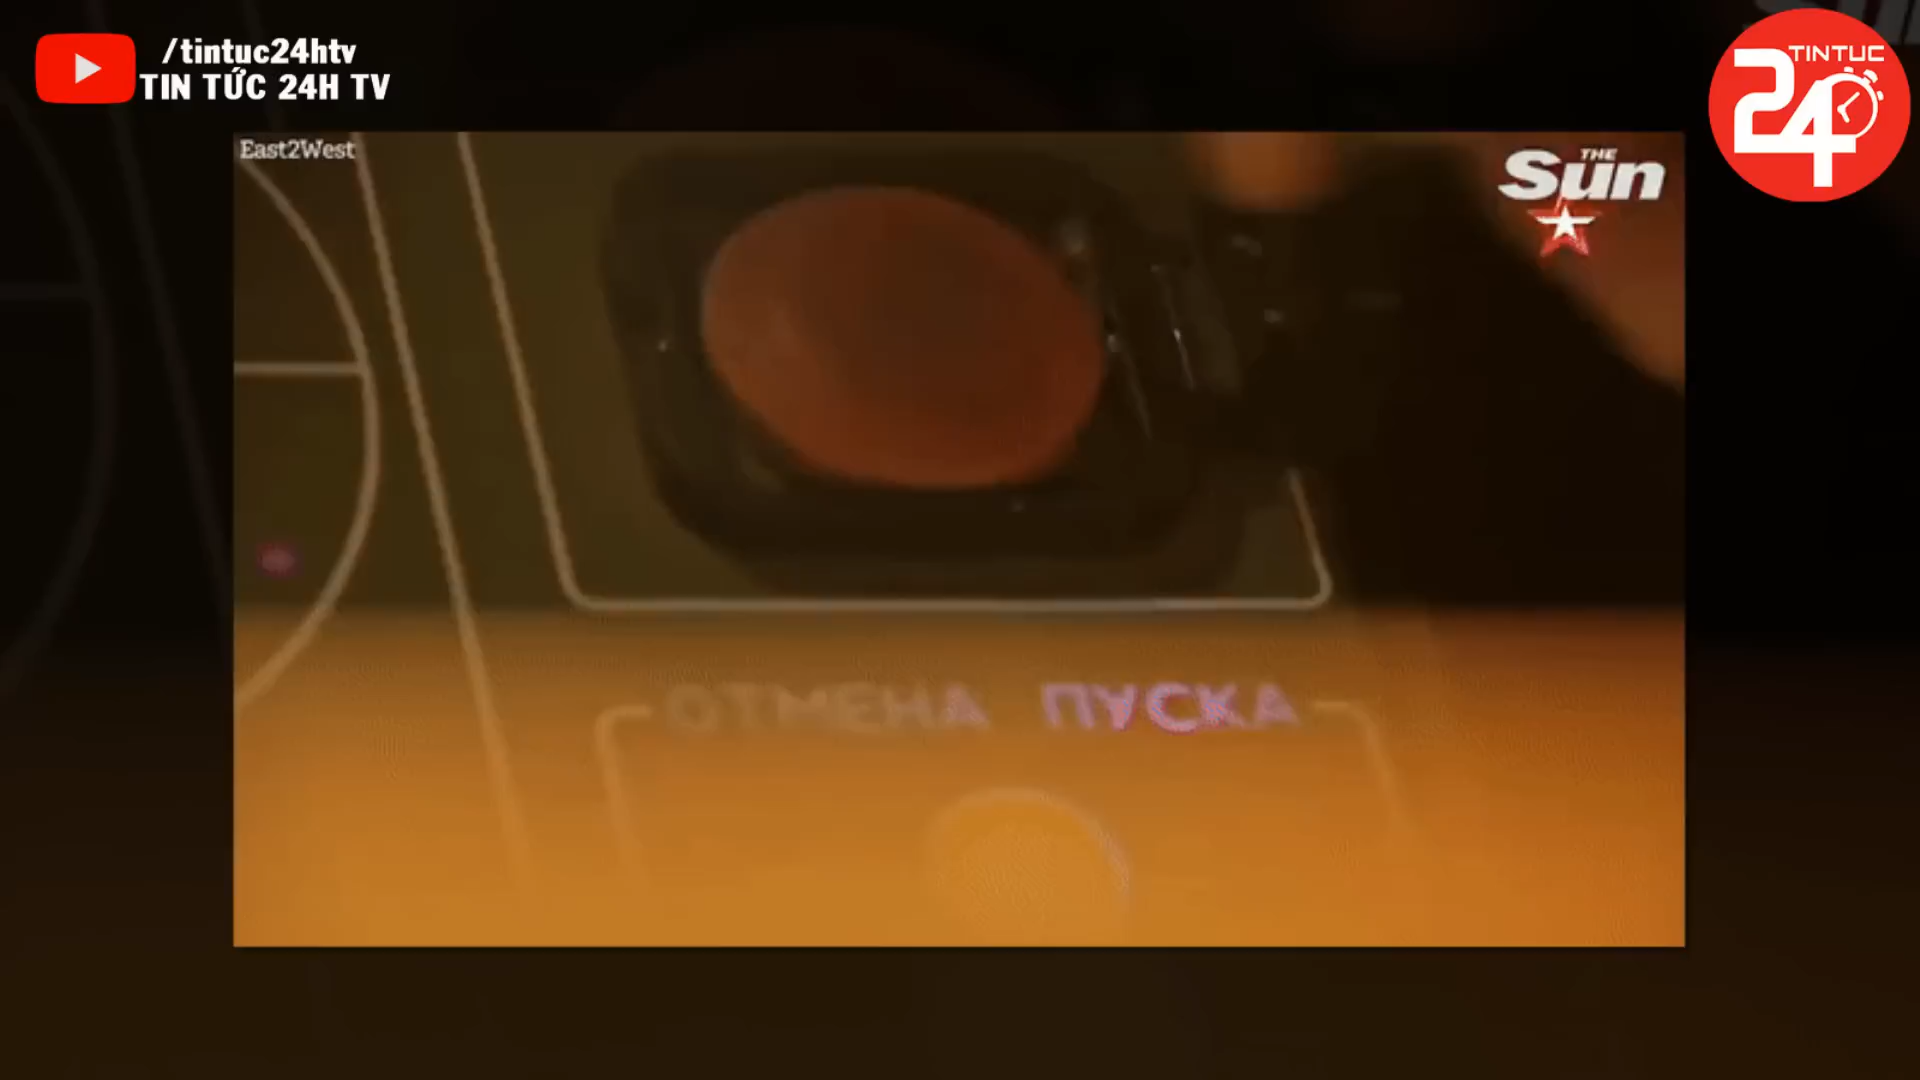 /tintuc24htv
TIN TỨC 24H TV
TINTUC
24
East2West
THE
Sun
ОТМЕНА ПУСКА